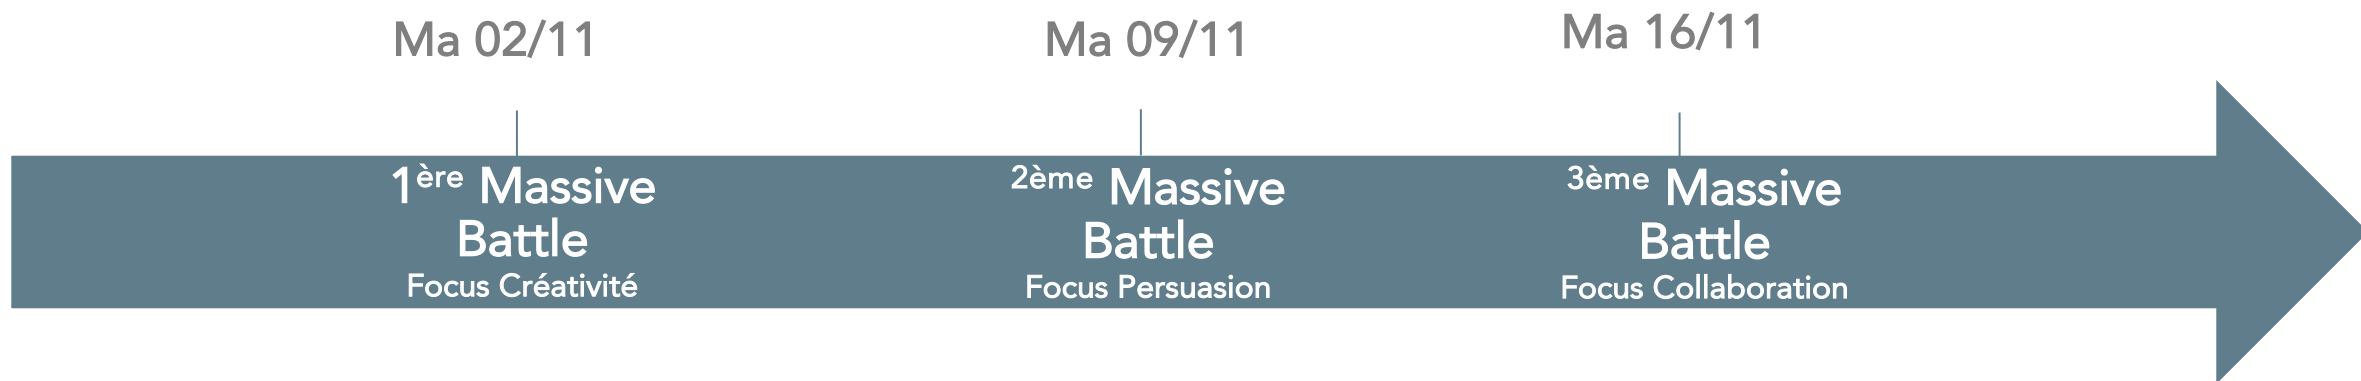 Ma 02/11
Ma 09/11
Ma 16/11
1ère Massive
Battle
Focus Créativité
2ème Massive
Battle
Focus Persuasion
3ème Massive
Battle
Focus Collaboration